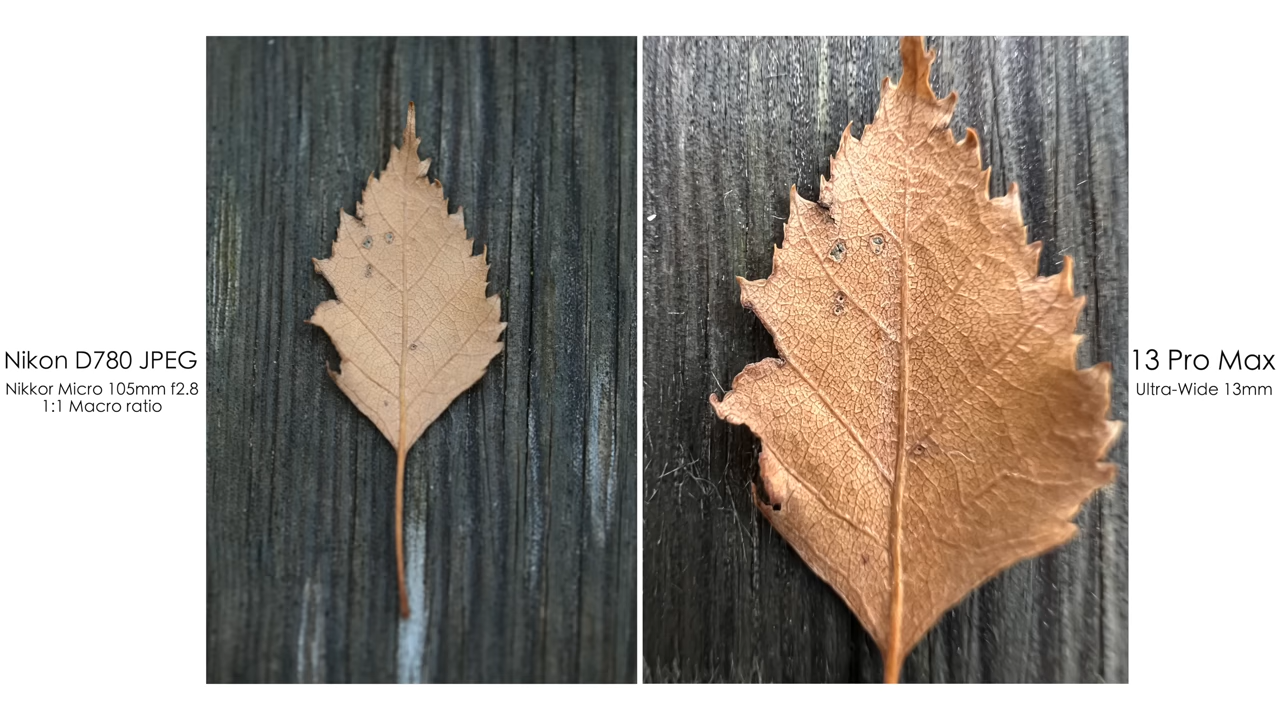 Nikon D780 JPEG
Nikkor Micro 105mm f2.8
1:1 Macro ratio
13 Pro Max
Ultra-Wide 13mm